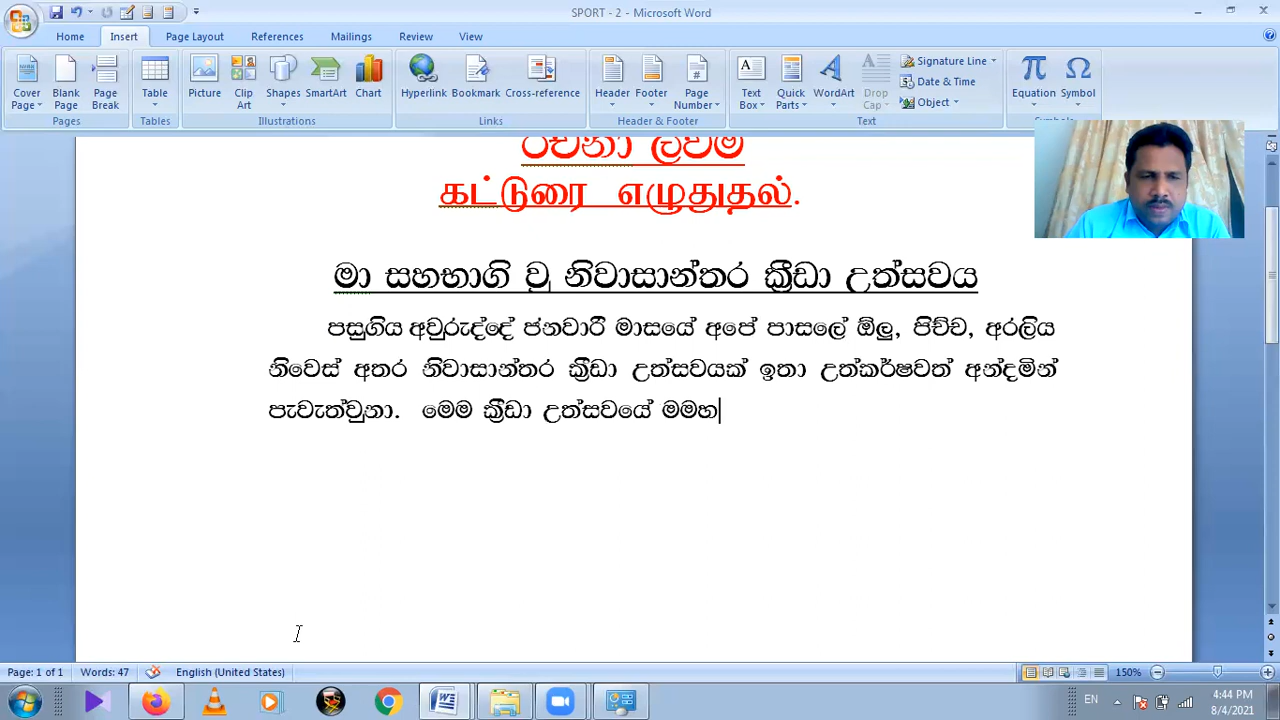 SPORT - 2 - Microsoft Word
Home Insert Page Layout References Mailings Review View
Cover Page Blank Page Page Break Table Picture Clip Art Shapes SmartArt Chart Hyperlink Bookmark Cross-reference Header Footer Page Number Text Box Quick Parts WordArt Drop Cap Signature Line Date & Time Object Equation Symbol
Pages Tables Illustrations Links Header & Footer Text
රචනා ලිවීම
கட்டுரை எழுதுதல்.
මා සහභාගි වු නිවාසාන්තර ක්‍රීඩා උත්සවය
පසුගිය අවුරුද්දේ ජනවාරි මාසයේ අපේ පාසලේ ඕලු, පිච්ච, අරලිය
නිවෙස් අතර නිවාසාන්තර ක්‍රීඩා උත්සවයක් ඉතා උත්කර්ෂවත් අන්දමින්
පැවැත්වුනා. මෙම ක්‍රීඩා උත්සවයේ මමහ
Page: 1 of 1 Words: 47 English (United States) 150%
EN 4:44 PM
8/4/2021